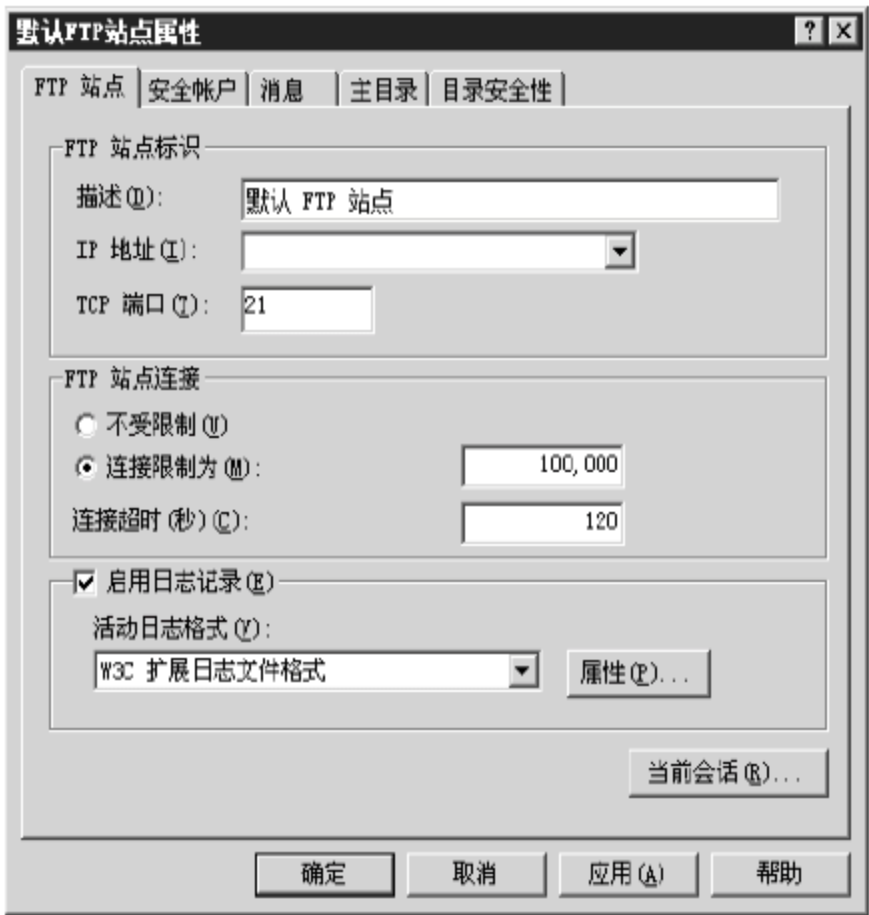 默认FTP站点属性
FTP 站点 安全帐户 消息 主目录 目录安全性
FTP 站点标识
描述(D): 默认 FTP 站点
IP 地址(I):
TCP 端口(T): 21
FTP 站点连接
不受限制(U)
连接限制为(M): 100,000
连接超时(秒)(C): 120
启用日志记录(E)
活动日志格式(V):
W3C 扩展日志文件格式 属性(P)...
当前会话(R)...
确定 取消 应用(A) 帮助